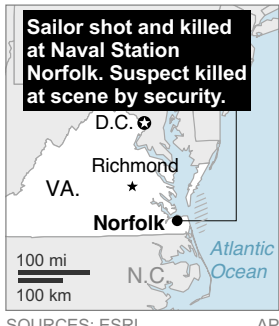 Sailor shot and killed
at Naval Station
Norfolk. Suspect killed
at scene by security.
D.C.
Richmond
VA.
Norfolk
Atlantic
Ocean
100 mi
100 km
N.C.
SOURCES: ESRI
AP